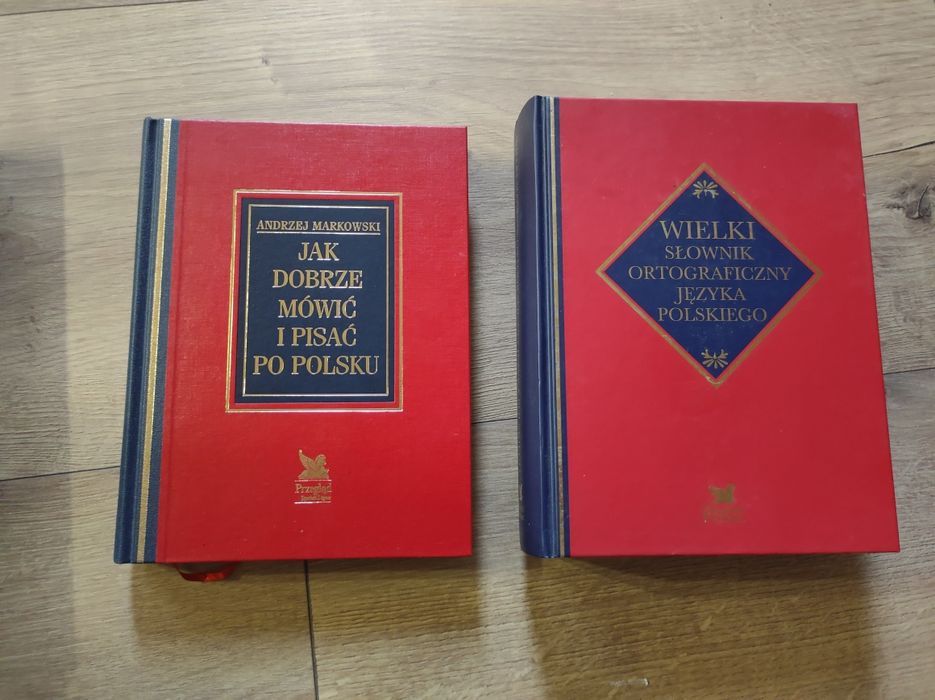 ANDRZEJ MARKOWSKI
JAK
DOBRZE
MÓWIĆ
I PISAĆ
PO POLSKU
Przegląd
WIELKI
SŁOWNIK
ORTOGRAFICZNY
JĘZYKA
POLSKIEGO